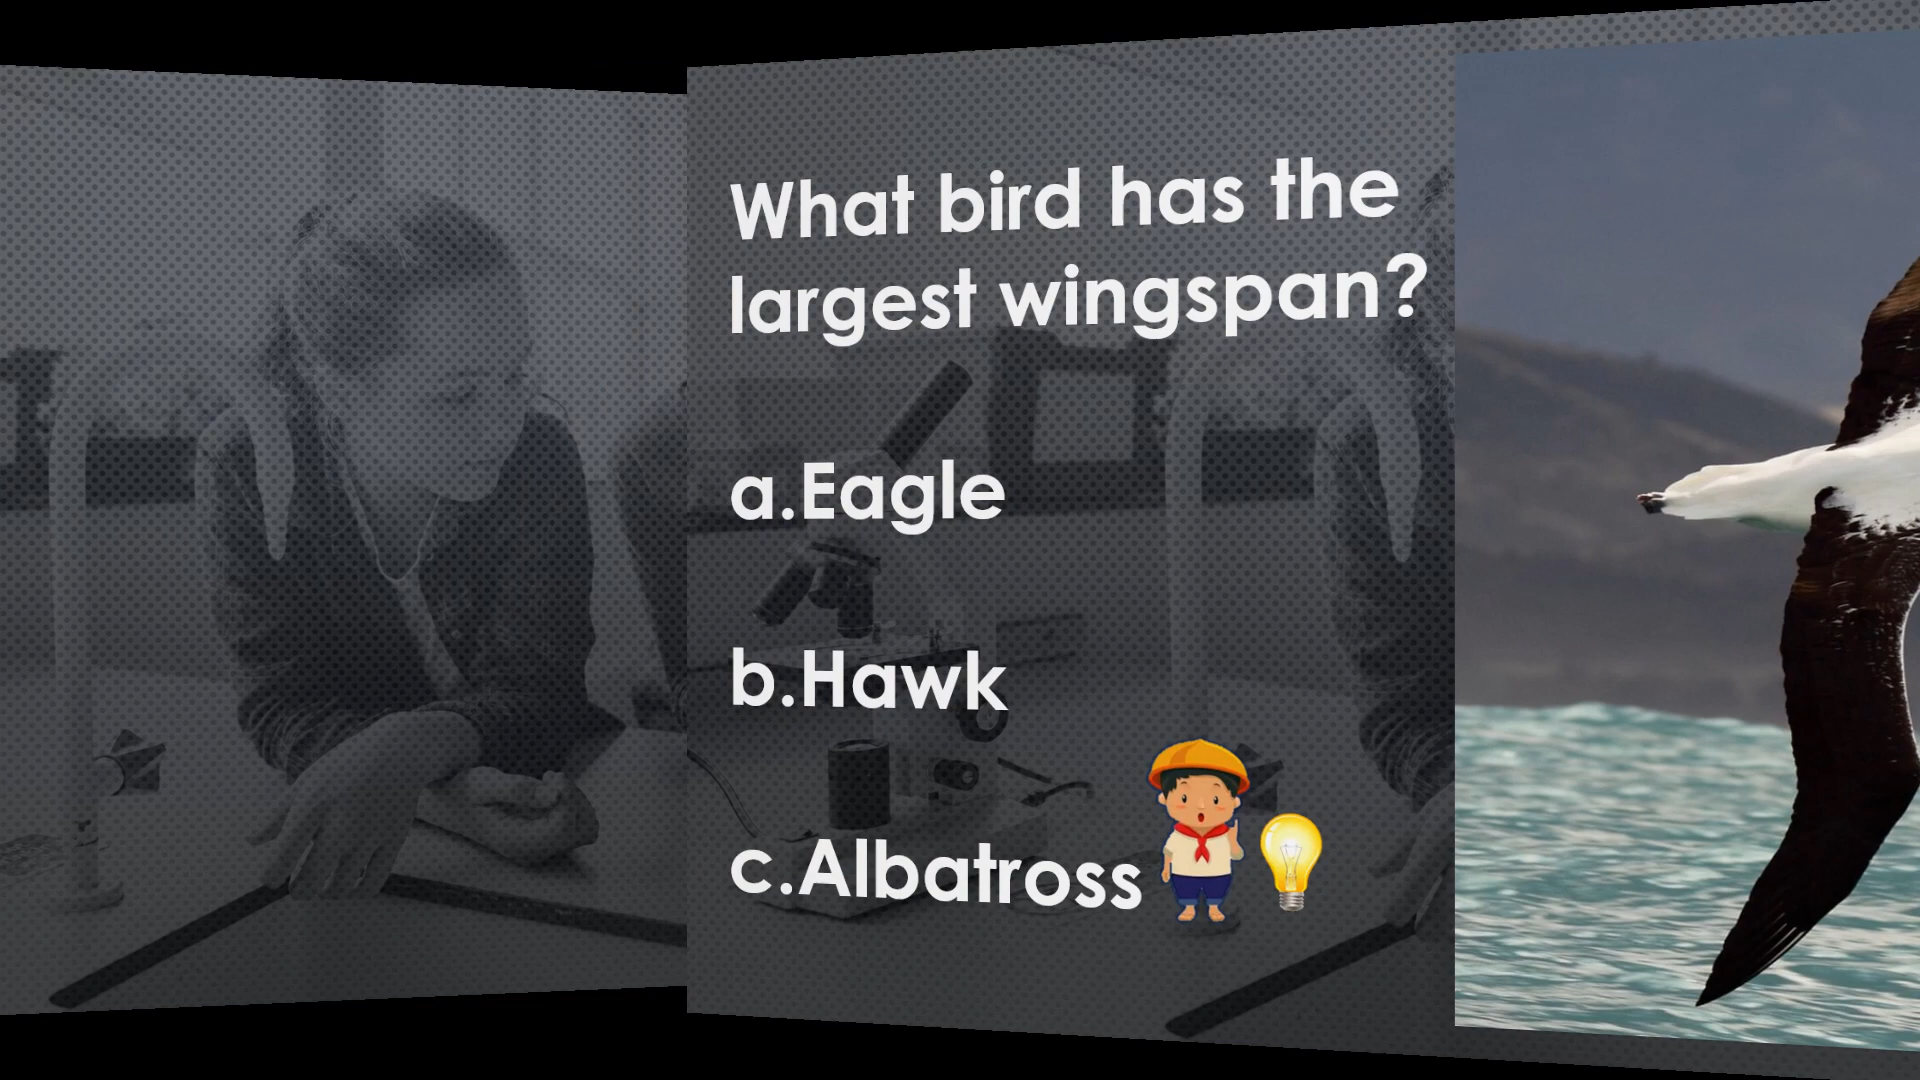 What bird has the
largest wingspan?
a.Eagle
b.Hawk
c.Albatross